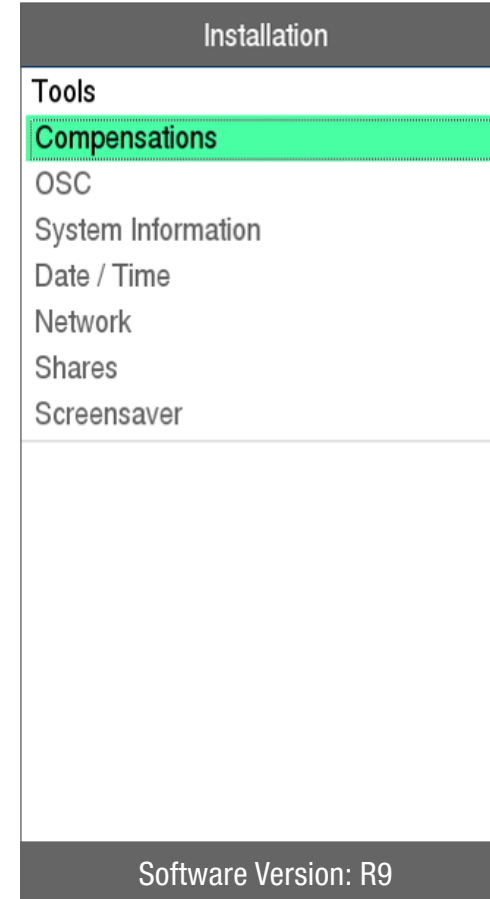 Installation
Tools
Compensations
OSC
System Information
Date / Time
Network
Shares
Screensaver
Software Version: R9